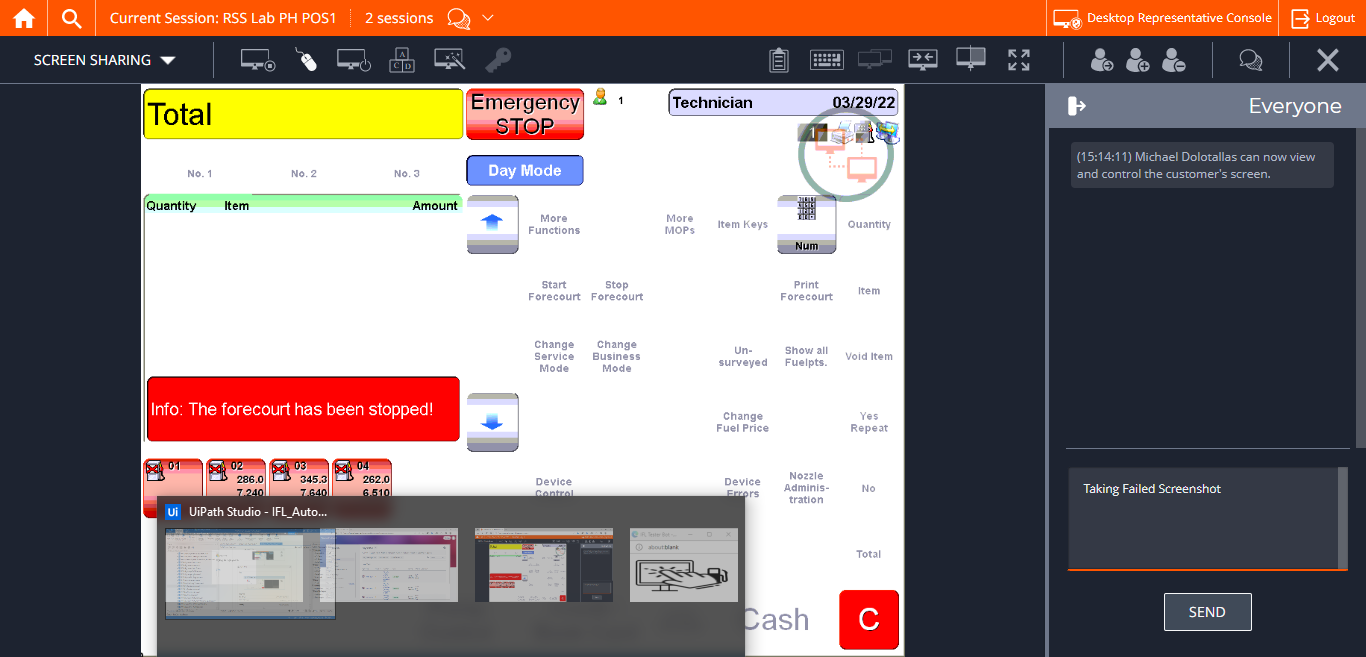 Current Session: RSS Lab PH POS1
2 sessions
Desktop Representative Console
Logout
SCREEN SHARING
A
C D
Total
Emergency
STOP
1
Technician 03/29/22
1
Day Mode
No. 1 No. 2 No. 3
Quantity Item Amount
More
Functions
More
MOPs
Item Keys
Num
Quantity
Start
Forecourt
Stop
Forecourt
Print
Forecourt
Item
Change
Service
Mode
Change
Business
Mode
Un-
surveyed
Show all
Fuelpts.
Void Item
Info: The forecourt has been stopped!
Change
Fuel Price
Yes
Repeat
01
02
286.0
7.240
03
345.3
7.640
04
262.0
6.510
Device
Control
Device
Errors
Nozzle
Adminis-
tration
No
Total
Ui UiPath Studio - IFL_Auto...
about:blank
Cash
C
Everyone
(15:14:11) Michael Dolotallas can now view
and control the customer's screen.
Taking Failed Screenshot
SEND